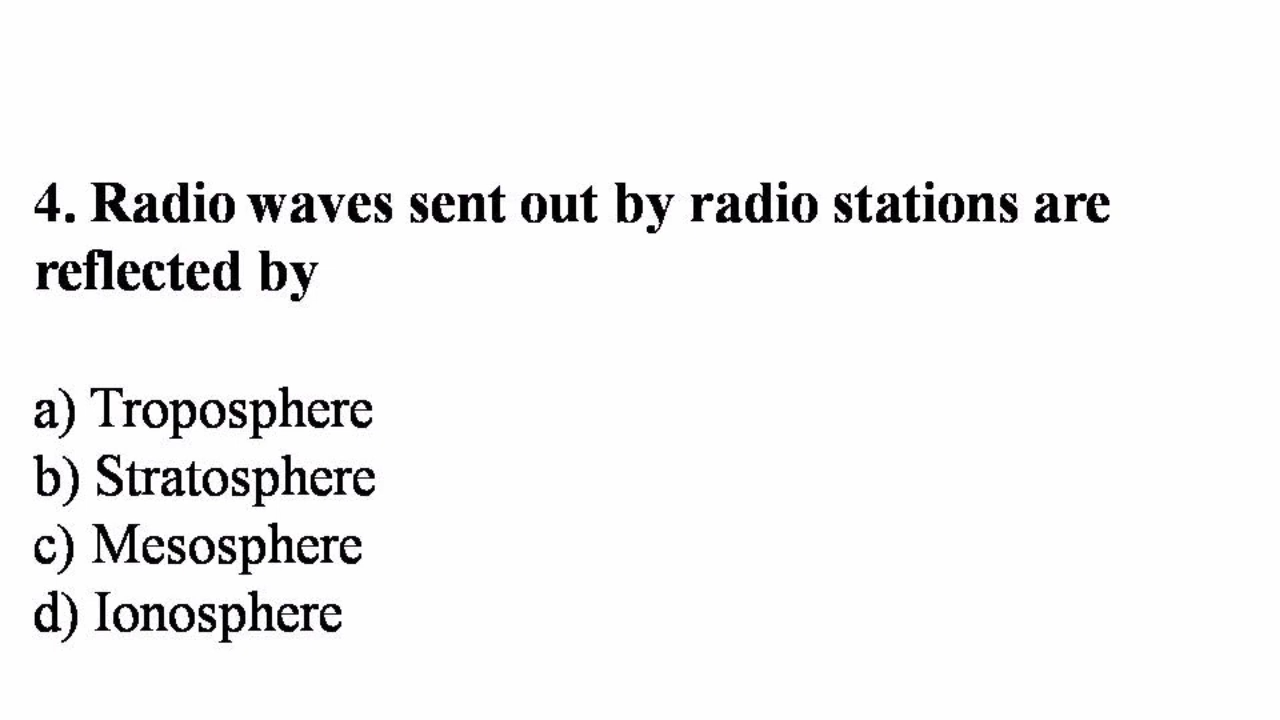 4. Radio waves sent out by radio stations are
reflected by
a) Troposphere
b) Stratosphere
c) Mesosphere
d) Ionosphere